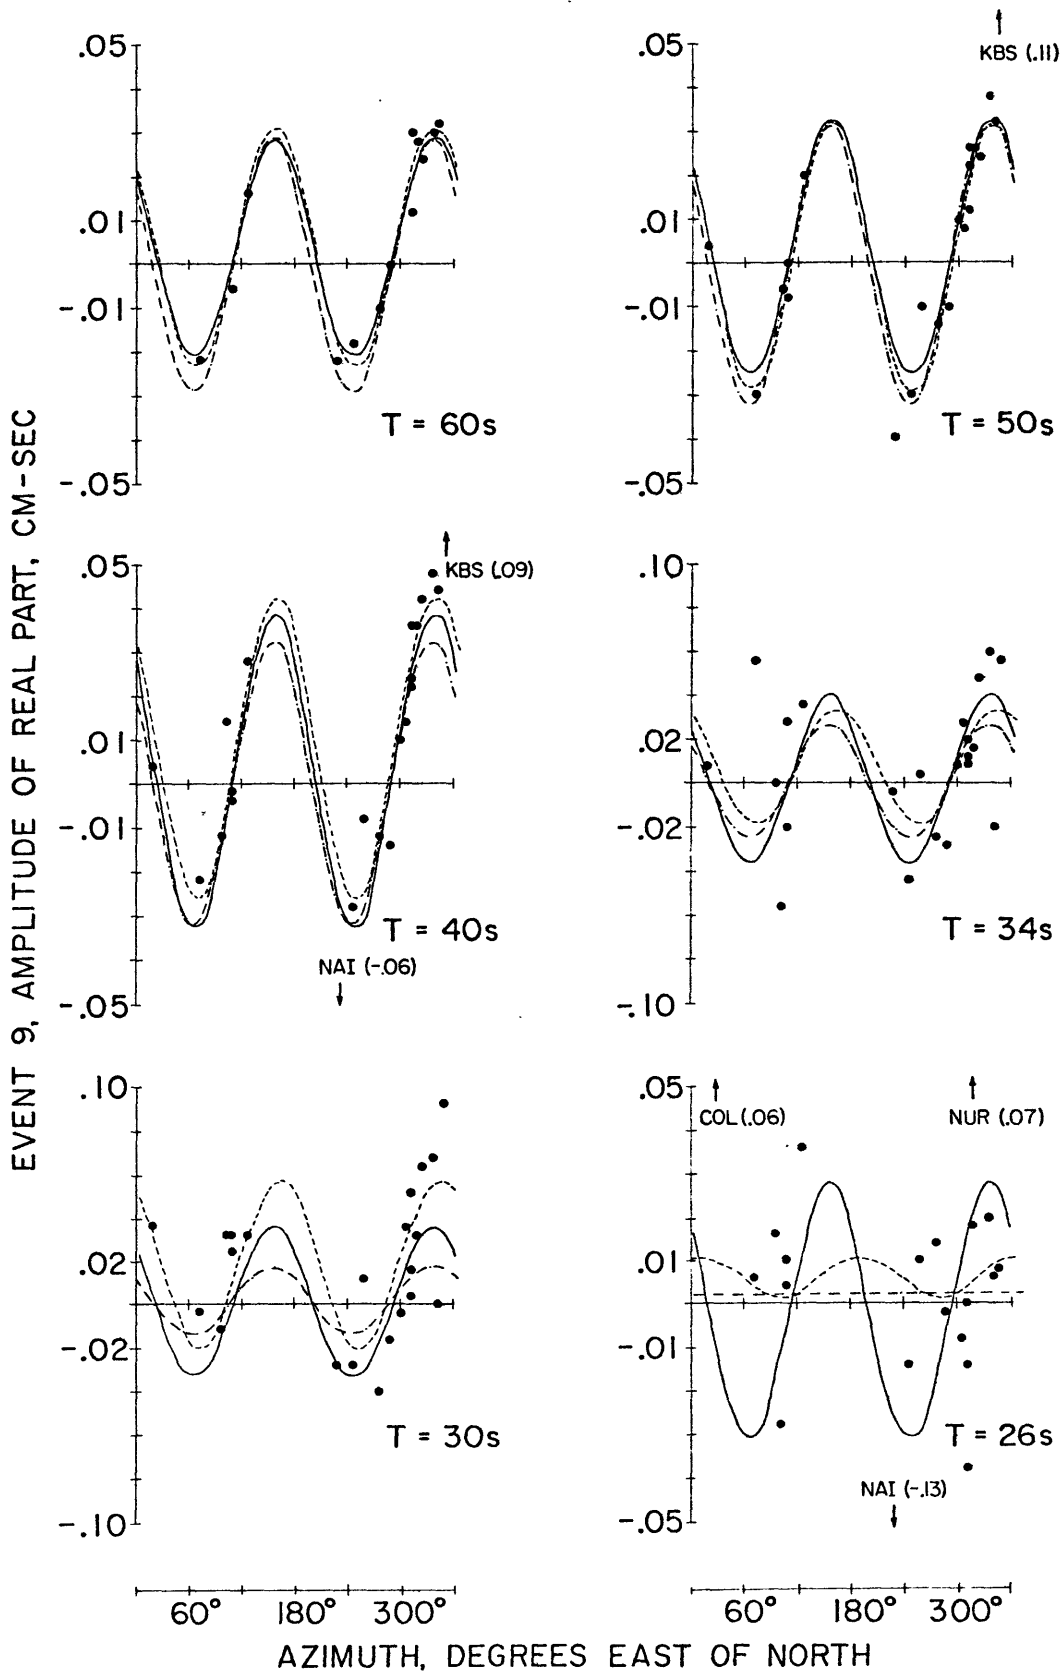 EVENT 9, AMPLITUDE OF REAL PART, CM-SEC
.05
.01
-.01
-.05
T = 60s
.05
.01
-.01
-.05
KBS (.11)
T = 50s
.05
.01
-.01
-.05
KBS (.09)
T = 40s
NAI (-.06)
.10
.02
-.02
-.10
T = 34s
.10
.02
-.02
-.10
T = 30s
.05
.01
-.01
-.05
COL (.06)
NUR (.07)
T = 26s
NAI (-.13)
60° 180° 300°
60° 180° 300°
AZIMUTH, DEGREES EAST OF NORTH